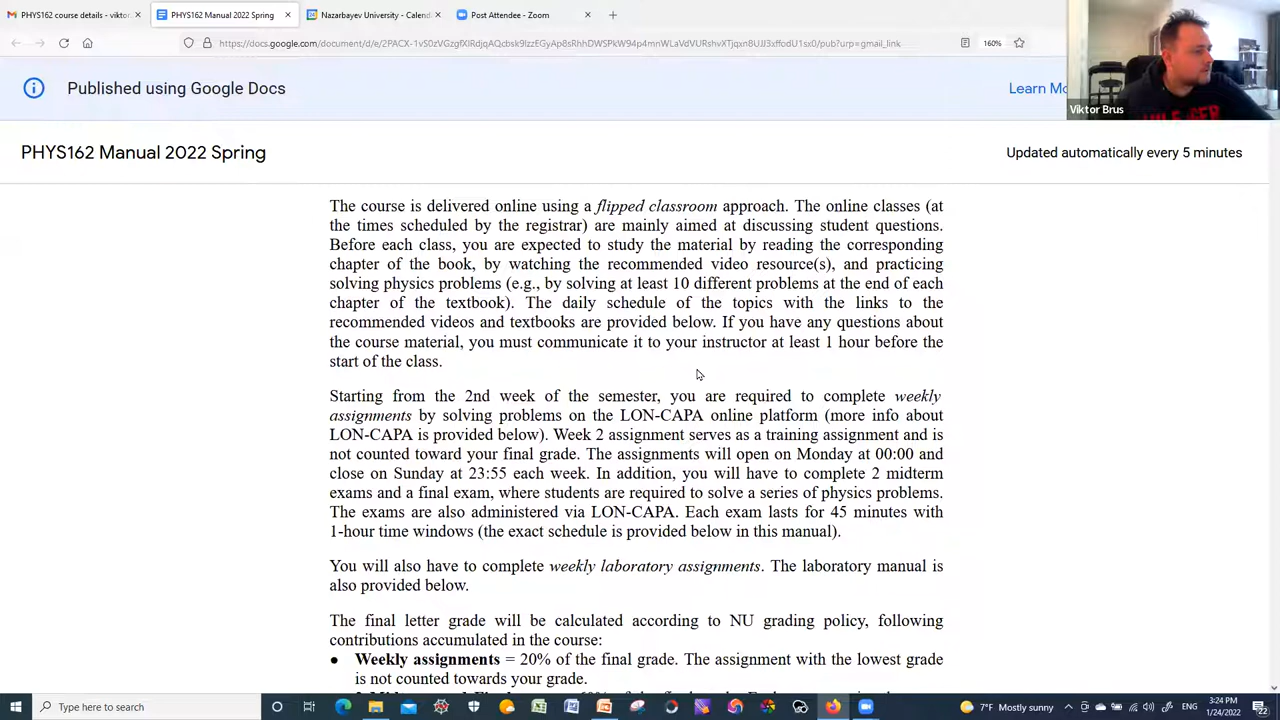 PHYS162 course details - viktor.
PHYS162 Manual 2022 Spring
Nazarbayev University - Calend
Post Attendee - Zoom
160%
Published using Google Docs
Learn Mo
Viktor Brus
PHYS162 Manual 2022 Spring
Updated automatically every 5 minutes
The course is delivered online using a flipped classroom approach. The online classes (at
the times scheduled by the registrar) are mainly aimed at discussing student questions.
Before each class, you are expected to study the material by reading the corresponding
chapter of the book, by watching the recommended video resource(s), and practicing
solving physics problems (e.g., by solving at least 10 different problems at the end of each
chapter of the textbook). The daily schedule of the topics with the links to the
recommended videos and textbooks are provided below. If you have any questions about
the course material, you must communicate it to your instructor at least 1 hour before the
start of the class.
Starting from the 2nd week of the semester, you are required to complete weekly
assignments by solving problems on the LON-CAPA online platform (more info about
LON-CAPA is provided below). Week 2 assignment serves as a training assignment and is
not counted toward your final grade. The assignments will open on Monday at 00:00 and
close on Sunday at 23:55 each week. In addition, you will have to complete 2 midterm
exams and a final exam, where students are required to solve a series of physics problems.
The exams are also administered via LON-CAPA. Each exam lasts for 45 minutes with
1-hour time windows (the exact schedule is provided below in this manual).
You will also have to complete weekly laboratory assignments. The laboratory manual is
also provided below.
The final letter grade will be calculated according to NU grading policy, following
contributions accumulated in the course:
● Weekly assignments = 20% of the final grade. The assignment with the lowest grade
is not counted towards your grade.
Type here to search
7°F Mostly sunny
3:24 PM
1/24/2022
22